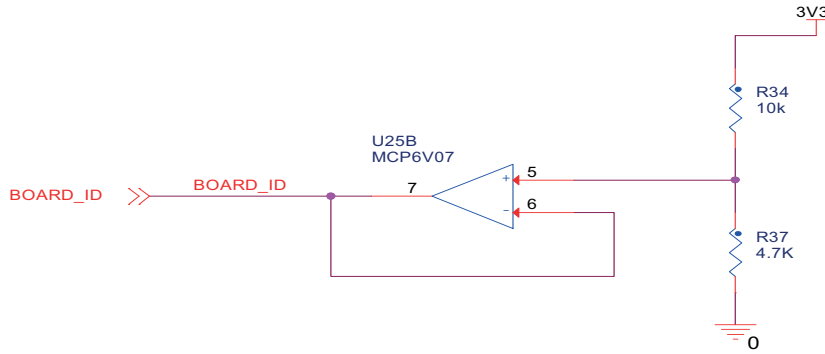 3V3
R34
10k
U25B
MCP6V07
5
+
BOARD_ID
BOARD_ID
7
6
-
R37
4.7K
0